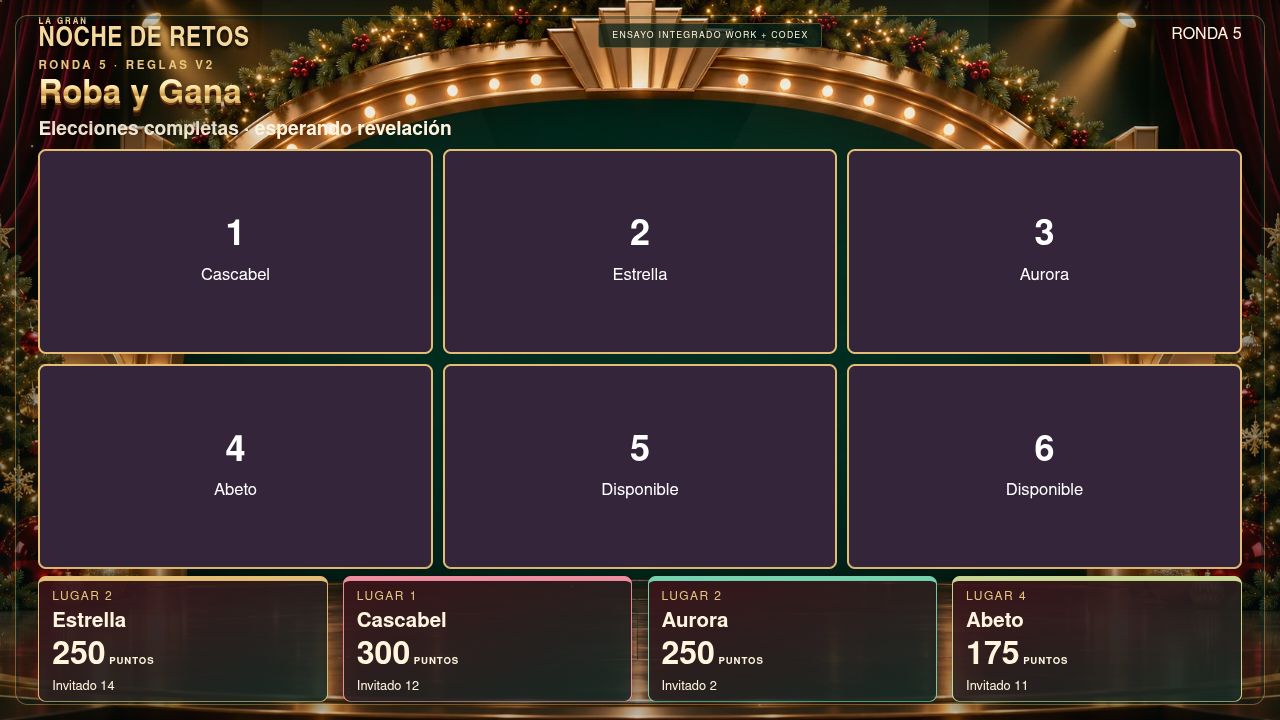 LA GRAN
NOCHE DE RETOS
ENSAYO INTEGRADO WORK + CODEX
RONDA 5
RONDA 5 · REGLAS V2
Roba y Gana
Elecciones completas · esperando revelación
1
Cascabel
2
Estrella
3
Aurora
4
Abeto
5
Disponible
6
Disponible
LUGAR 2
Estrella
250 PUNTOS
Invitado 14
LUGAR 1
Cascabel
300 PUNTOS
Invitado 12
LUGAR 2
Aurora
250 PUNTOS
Invitado 2
LUGAR 4
Abeto
175 PUNTOS
Invitado 11